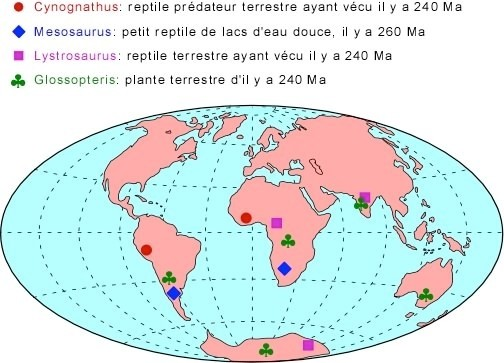 Cynognathus: reptile prédateur terrestre ayant vécu il y a 240 Ma
Mesosaurus: petit reptile de lacs d'eau douce, il y a 260 Ma
Lystrosaurus: reptile terrestre ayant vécu il y a 240 Ma
Glossopteris: plante terrestre d'il y a 240 Ma